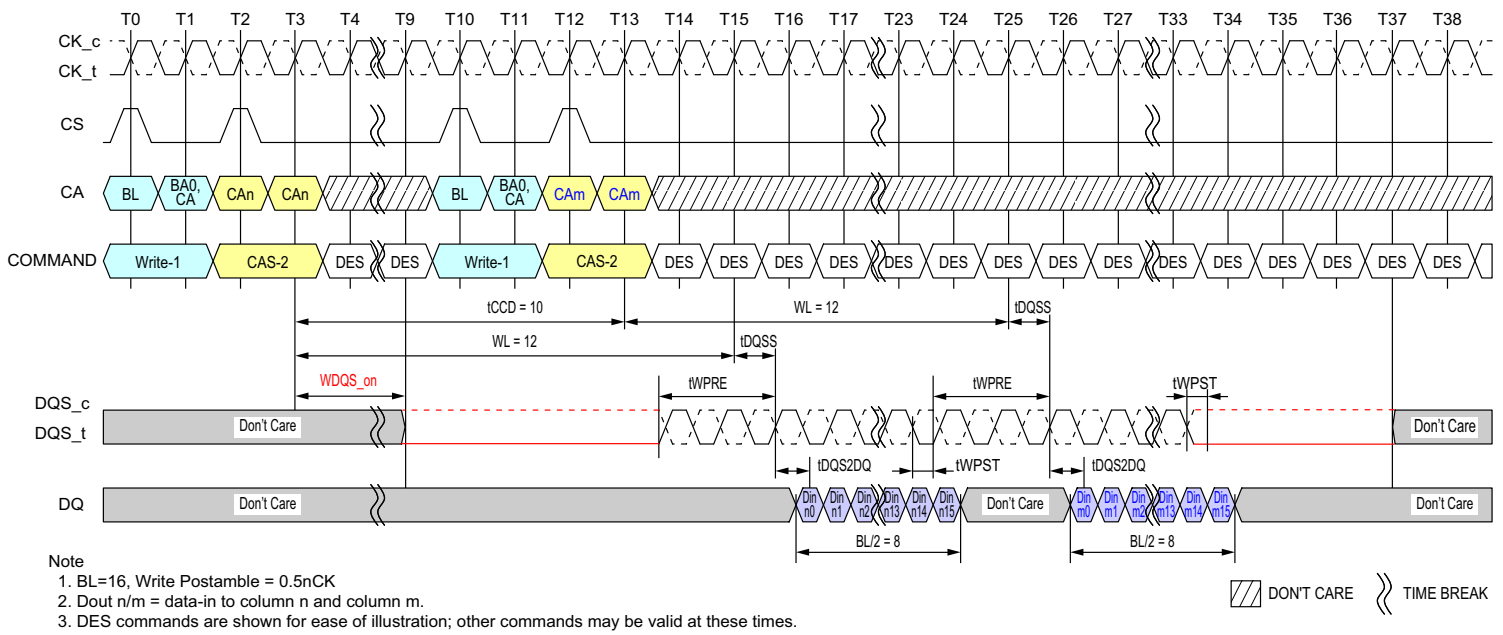 T0 T1 T2 T3 T4 T9 T10 T11 T12 T13 T14 T15 T16 T17 T23 T24 T25 T26 T27 T33 T34 T35 T36 T37 T38
CK_c
CK_t
CS
CA BL BA0, CA CAn CAn BL BA0, CA CAm CAm
COMMAND Write-1 CAS-2 DES DES Write-1 CAS-2 DES DES DES DES DES DES DES DES DES DES DES DES DES DES DES
tCCD = 10 WL = 12 tDQSS
WL = 12 tDQSS
WDQS_on tWPRE tWPRE tWPST
DQS_c
DQS_t Don't Care Don't Care
tDQS2DQ tWPST tDQS2DQ
DQ Don't Care Din n0 Din n1 Din n2 Din n13 Din n14 Din n15 Don't Care Din m0 Din m1 Din m2 Din m13 Din m14 Din m15 Don't Care
BL/2 = 8 BL/2 = 8
Note
1. BL=16, Write Postamble = 0.5nCK
2. Dout n/m = data-in to column n and column m.
3. DES commands are shown for ease of illustration; other commands may be valid at these times.
DON'T CARE TIME BREAK